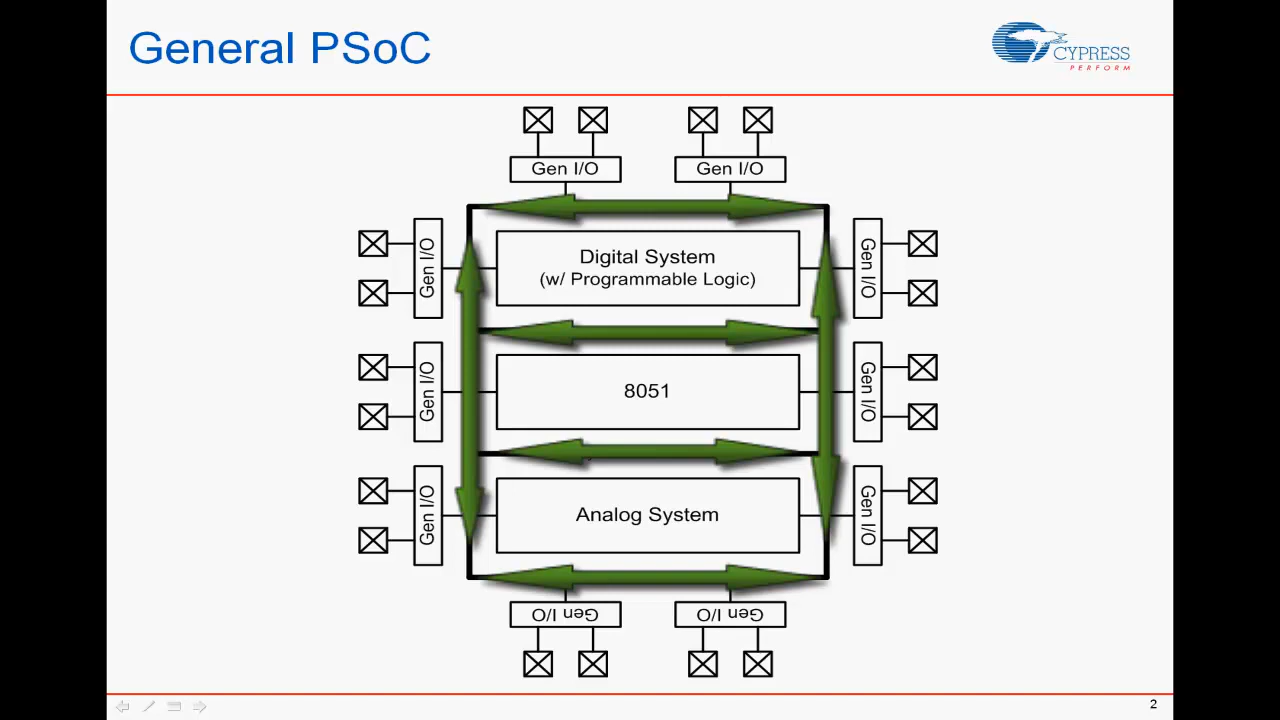 General PSoC
CYPRESS
PERFORM
Gen I/O
Gen I/O
Gen I/O
Digital System
(w/ Programmable Logic)
Gen I/O
Gen I/O
8051
Gen I/O
Gen I/O
Analog System
Gen I/O
Gen I/O
Gen I/O
2